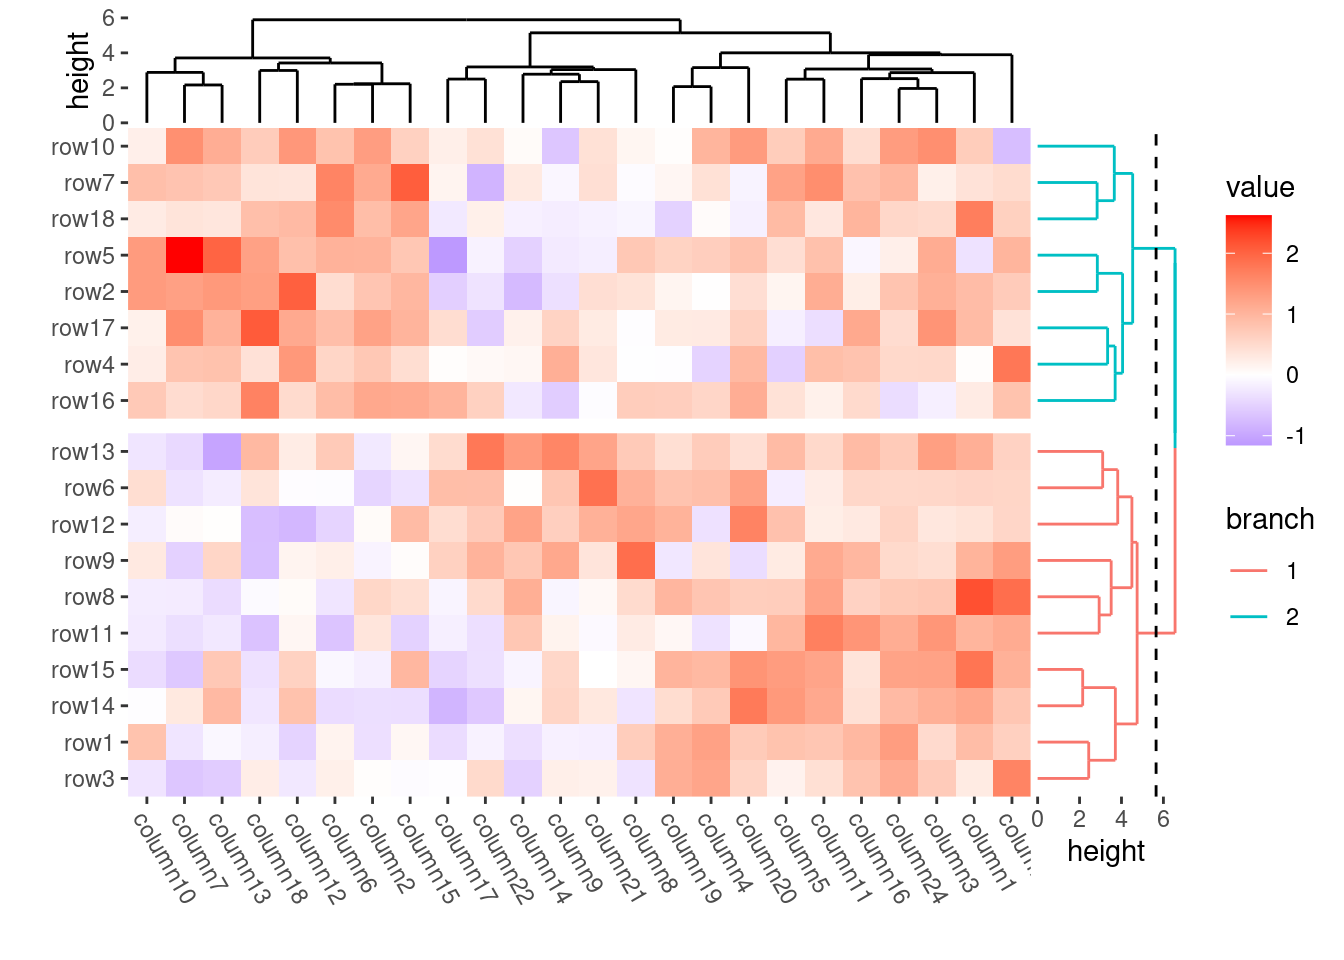 6
4
2
0
height
row10
row7
row18
row5
row2
row17
row4
row16
row13
row6
row12
row9
row8
row11
row15
row14
row1
row3
column10
column7
column13
column18
column12
column6
column2
column15
column17
column22
column14
column9
column21
column8
column19
column4
column20
column5
column11
column16
column24
column3
column1
0 2 4 6
height
value
2
1
0
-1
branch
1
2